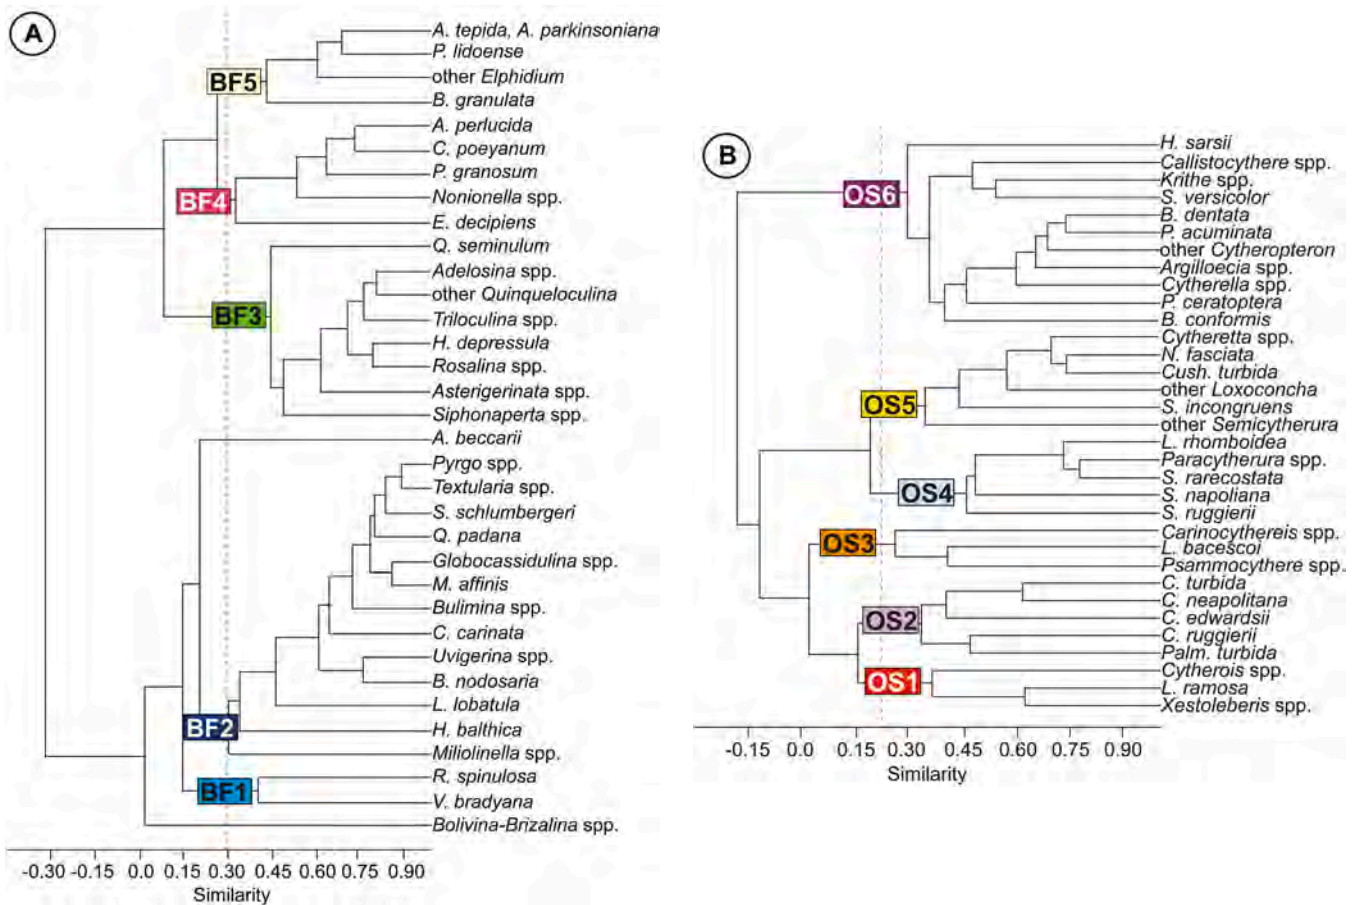 A
A. tepida, A. parkinsoniana
P. lidoense
other Elphidium
BF5
B. granulata
A. perlucida
C. poeyanum
P. granosum
Nonionella spp.
BF4
E. decipiens
Q. seminulum
Adelosina spp.
other Quinqueloculina
BF3
Triloculina spp.
H. depressula
Rosalina spp.
Asterigerinata spp.
Siphonaperta spp.
A. beccarii
Pyrgo spp.
Textularia spp.
S. schlumbergeri
Q. padana
Globocassidulina spp.
M. affinis
Bulimina spp.
C. carinata
Uvigerina spp.
B. nodosaria
L. lobatula
BF2
H. balthica
Miliolinella spp.
R. spinulosa
BF1
V. bradyana
Bolivina-Brizalina spp.
-0.30 -0.15 0.0 0.15 0.30 0.45 0.60 0.75 0.90
Similarity
B
H. sarsii
Callistocythere spp.
Krithe spp.
OS6
S. versicolor
B. dentata
P. acuminata
other Cytheropteron
Argilloecia spp.
Cytherella spp.
P. ceratoptera
B. conformis
Cytheretta spp.
N. fasciata
Cush. turbida
other Loxoconcha
OS5
S. incongruens
other Semicytherura
L. rhomboidea
Paracytherura spp.
S. rarecostata
OS4
S. napoliana
S. ruggierii
Carinocythereis spp.
OS3
L. bacescoi
Psammocythere spp.
C. turbida
C. neapolitana
OS2
C. edwardsii
C. ruggierii
Palm. turbida
Cytherois spp.
OS1
L. ramosa
Xestoleberis spp.
-0.15 0.0 0.15 0.30 0.45 0.60 0.75 0.90
Similarity